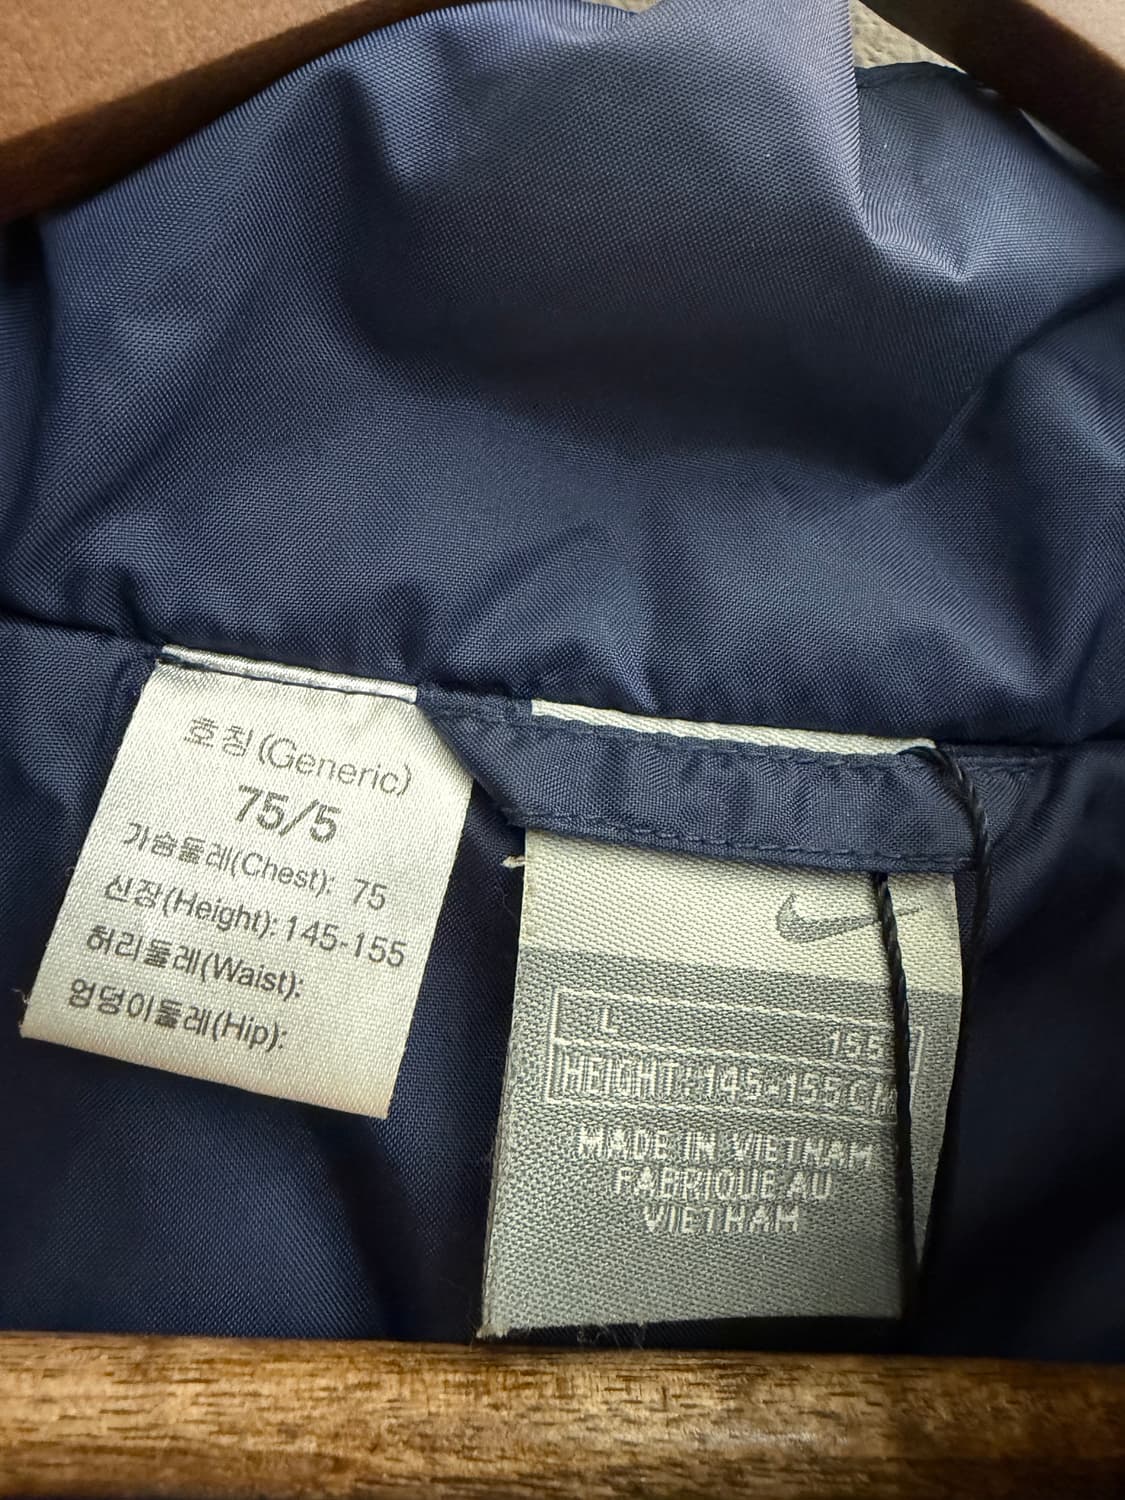 호칭(Generic)
75/5
가슴둘레(Chest): 75
신장(Height): 145-155
허리둘레(Waist):
엉덩이둘레(Hip):
L 155
HEIGHT:145-155CM
MADE IN VIETNAM
FABRIQUE AU
VIETNAM